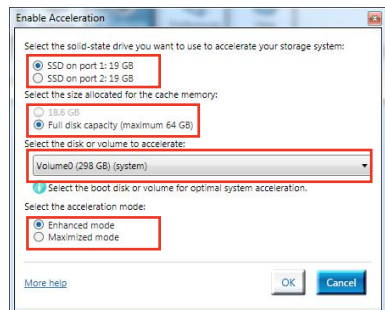 Enable Acceleration
Select the solid-state drive you want to use to accelerate your storage system:
SSD on port 1: 19 GB
SSD on port 2: 19 GB
Select the size allocated for the cache memory:
18.6 GB
Full disk capacity (maximum 64 GB)
Select the disk or volume to accelerate:
Volume0 (298 GB) (system)
Select the boot disk or volume for optimal system acceleration.
Select the acceleration mode:
Enhanced mode
Maximized mode
More help
OK
Cancel